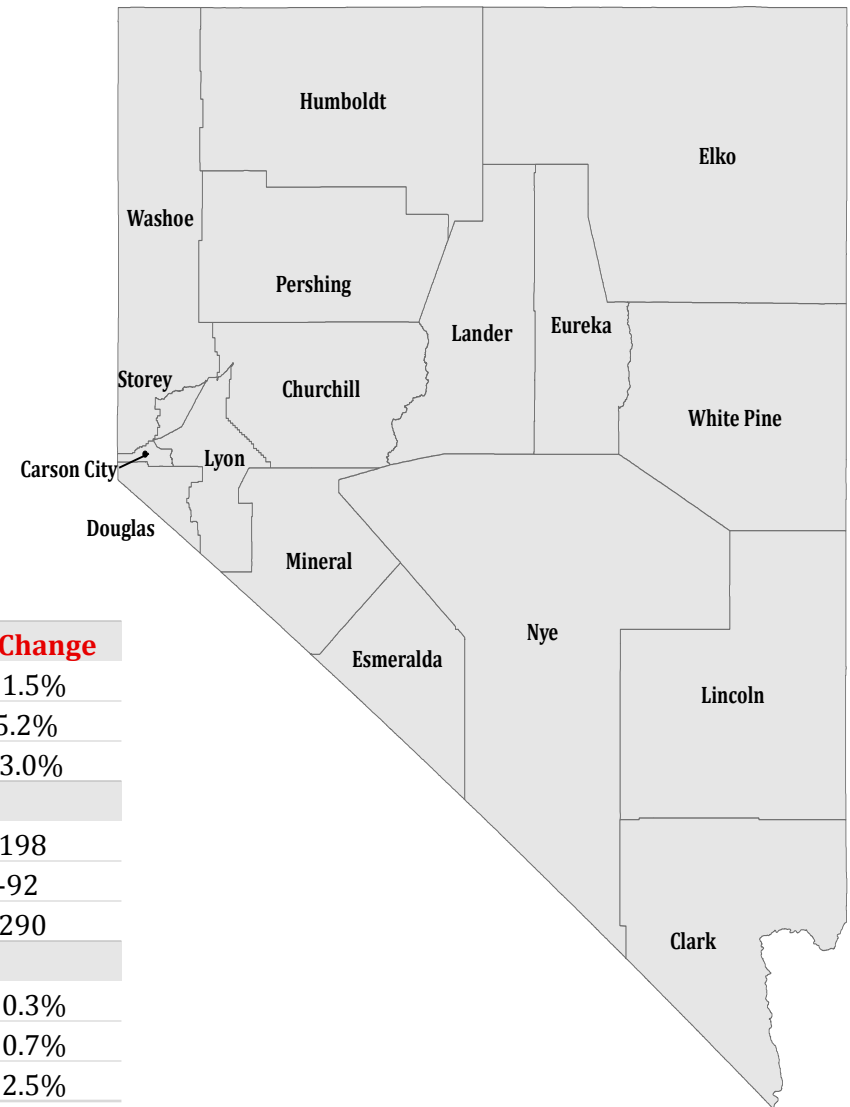 Humboldt
Elko
Washoe
Pershing
Eureka
Lander
Storey
Churchill
White Pine
Lyon
Carson City
Douglas
Mineral
Nye
Esmeralda
Lincoln
Clark
Change
1.5%
5.2%
3.0%
198
-92
290
0.3%
0.7%
2.5%